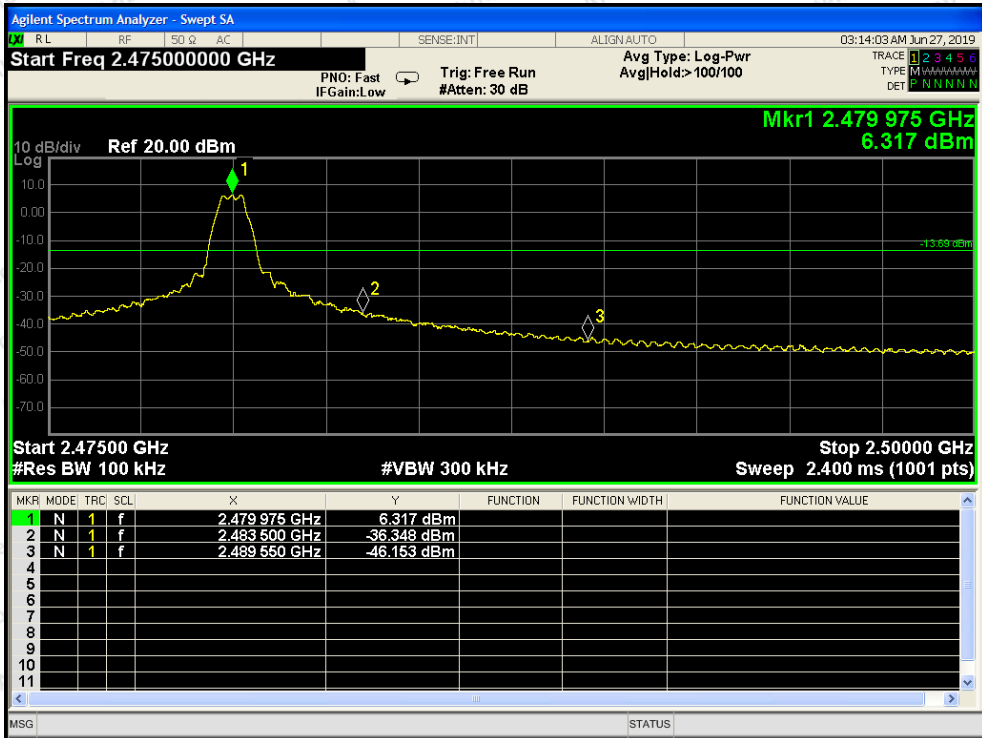 Agilent Spectrum Analyzer - Swept SA
LXI RL RF 50 Ω AC SENSE:INT ALIGN AUTO 03:14:03 AM Jun 27, 2019
Start Freq 2.475000000 GHz
PNO: Fast
IFGain:Low
Trig: Free Run
#Atten: 30 dB
Avg Type: Log-Pwr
Avg|Hold:>100/100
TRACE 1 2 3 4 5 6
TYPE M
DET P N N N N N
Mkr1 2.479 975 GHz
6.317 dBm
10 dB/div Ref 20.00 dBm
Log
10.0
0.00
-10.0
-13.69 dBm
-20.0
-30.0
-40.0
-50.0
-60.0
-70.0
1
2
3
Start 2.47500 GHz Stop 2.50000 GHz
#Res BW 100 kHz #VBW 300 kHz Sweep 2.400 ms (1001 pts)
MKR MODE TRC SCL X Y FUNCTION FUNCTION WIDTH FUNCTION VALUE
1 N 1 f 2.479 975 GHz 6.317 dBm
2 N 1 f 2.483 500 GHz -36.348 dBm
3 N 1 f 2.489 550 GHz -46.153 dBm
4
5
6
7
8
9
10
11
MSG STATUS